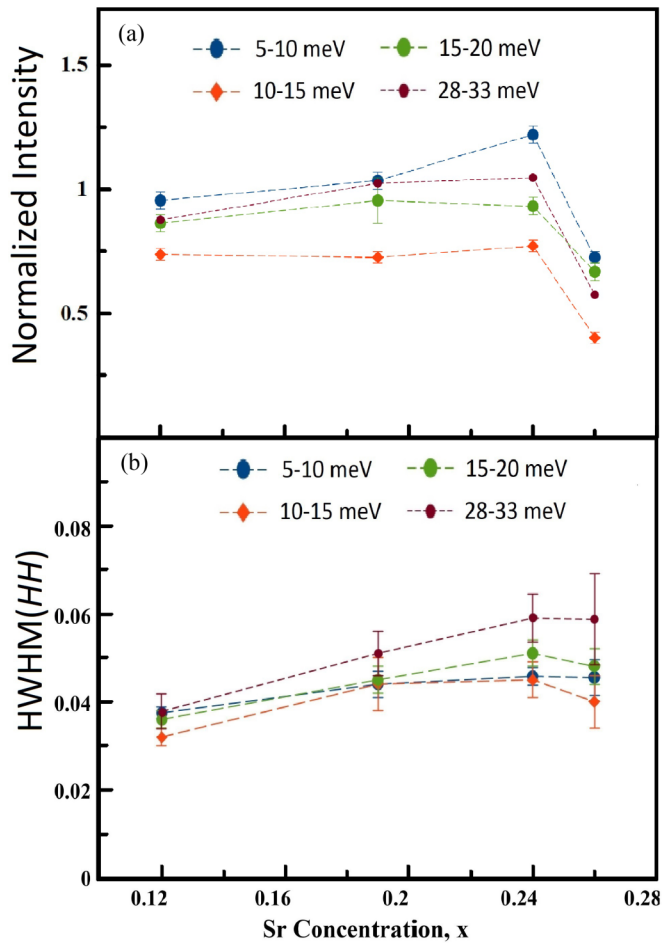 (a)
5-10 meV
15-20 meV
10-15 meV
28-33 meV
1.5
1
0.5
Normalized Intensity
(b)
5-10 meV
15-20 meV
10-15 meV
28-33 meV
0.08
0.06
0.04
0.02
0
HWHM(HH)
0.12
0.16
0.2
0.24
0.28
Sr Concentration, x